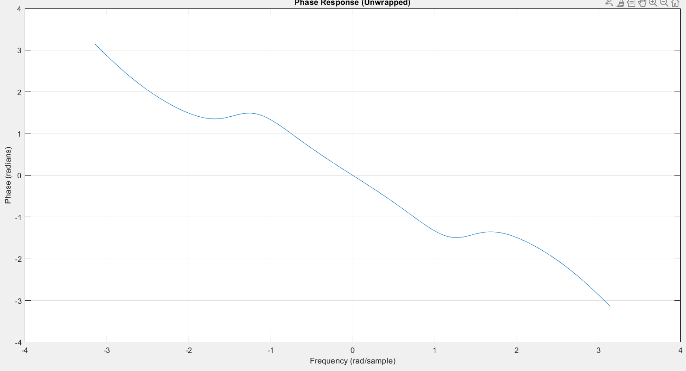 Phase Response (Unwrapped)
4
3
2
1
0
-1
-2
-3
-4
-4 -3 -2 -1 0 1 2 3 4
Phase (radians)
Frequency (rad/sample)